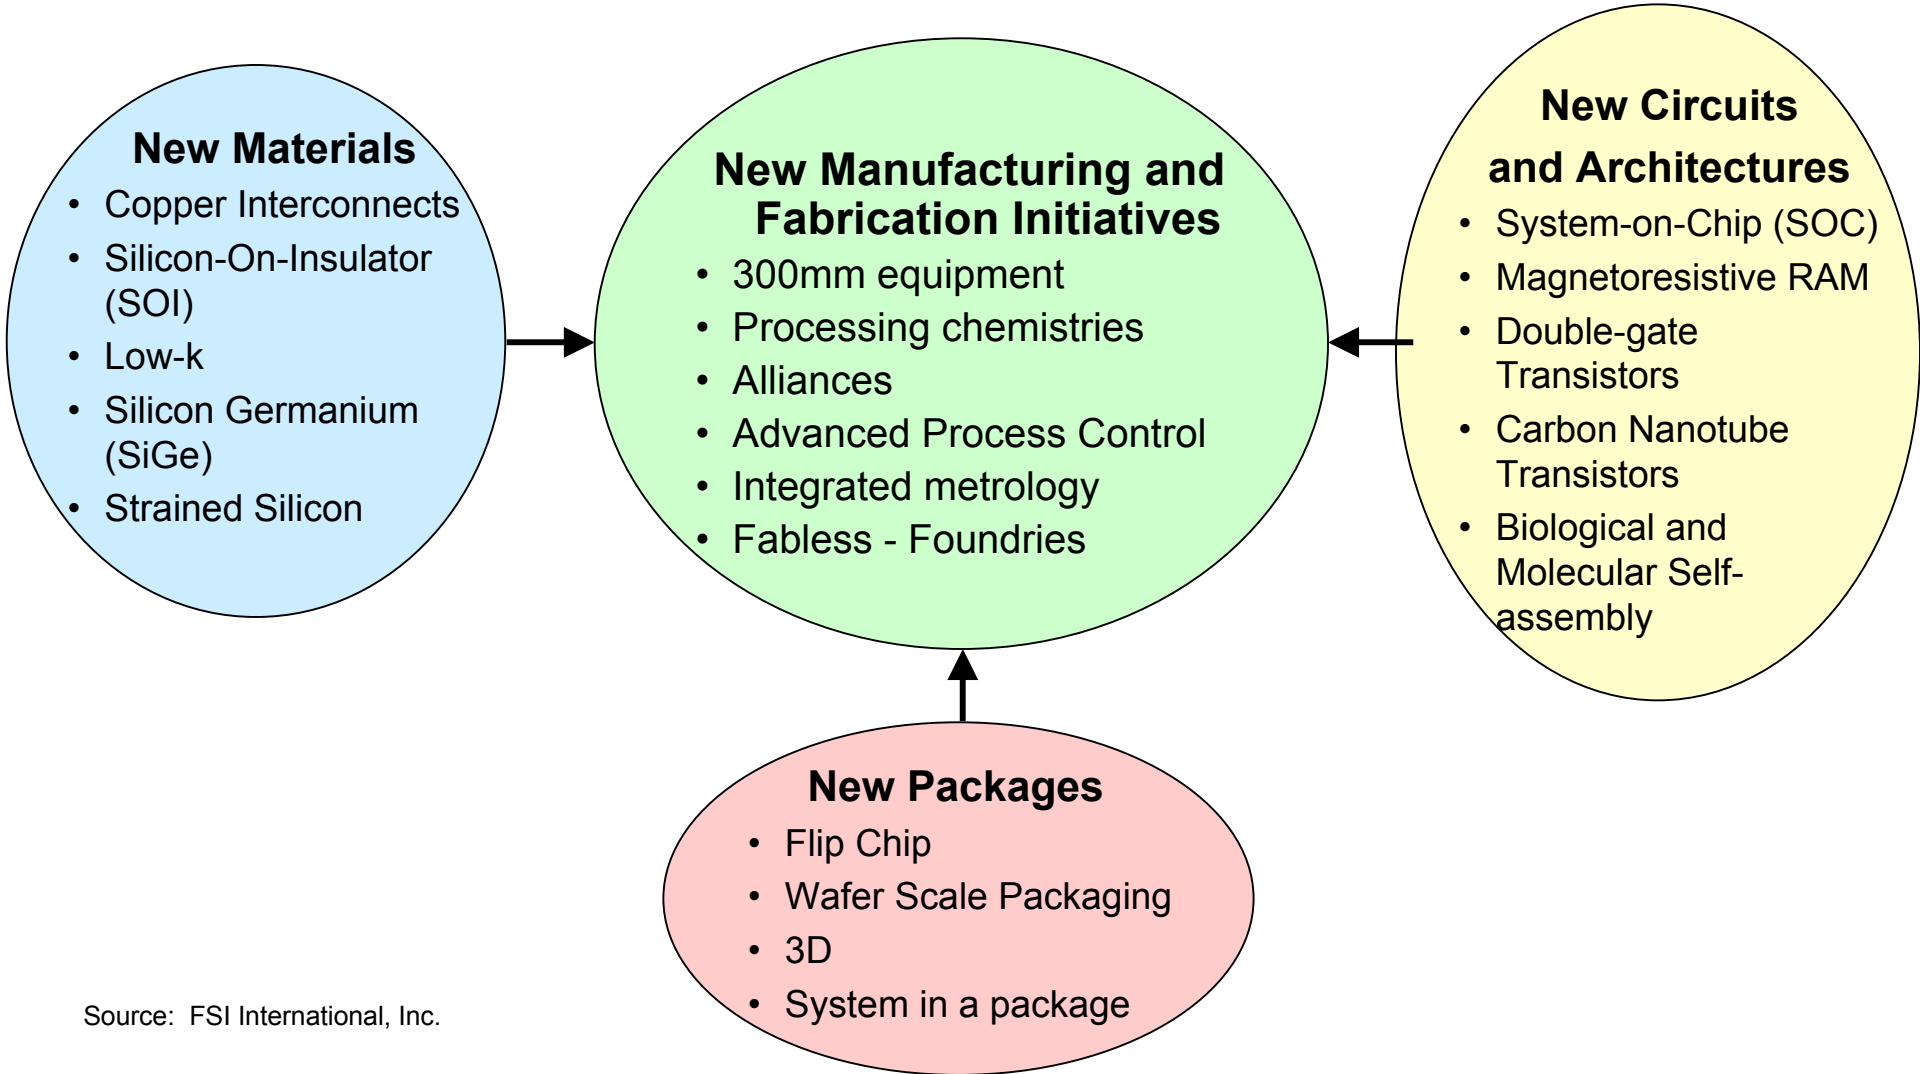 New Materials
• Copper Interconnects
• Silicon-On-Insulator
(SOI)
• Low-k
• Silicon Germanium
(SiGe)
• Strained Silicon
New Manufacturing and
Fabrication Initiatives
• 300mm equipment
• Processing chemistries
• Alliances
• Advanced Process Control
• Integrated metrology
• Fabless - Foundries
New Circuits
and Architectures
• System-on-Chip (SOC)
• Magnetoresistive RAM
• Double-gate
Transistors
• Carbon Nanotube
Transistors
• Biological and
Molecular Self-
assembly
New Packages
• Flip Chip
• Wafer Scale Packaging
• 3D
• System in a package
Source: FSI International, Inc.